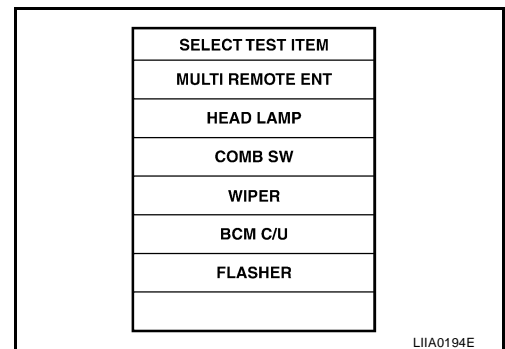 SELECT TEST ITEM
MULTI REMOTE ENT
HEAD LAMP
COMB SW
WIPER
BCM C/U
FLASHER
LIIA0194E